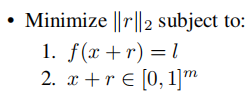 • Minimize ||r||₂ subject to:
1. f(x + r) = l
2. x + r ∈ [0, 1]ᵐ